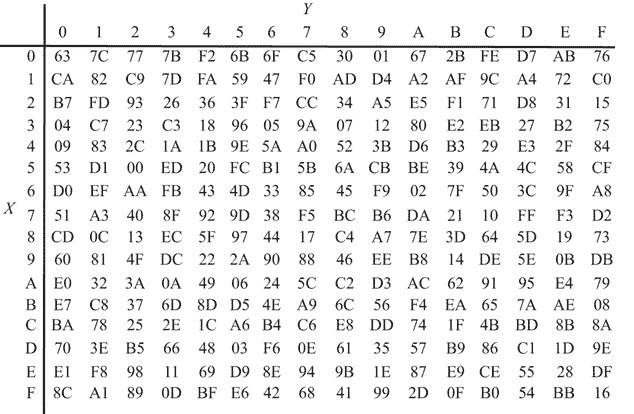 Y
0 1 2 3 4 5 6 7 8 9 A B C D E F
0 63 7C 77 7B F2 6B 6F C5 30 01 67 2B FE D7 AB 76
1 CA 82 C9 7D FA 59 47 F0 AD D4 A2 AF 9C A4 72 C0
2 B7 FD 93 26 36 3F F7 CC 34 A5 E5 F1 71 D8 31 15
3 04 C7 23 C3 18 96 05 9A 07 12 80 E2 EB 27 B2 75
4 09 83 2C 1A 1B 9E 5A A0 52 3B D6 B3 29 E3 2F 84
5 53 D1 00 ED 20 FC B1 5B 6A CB BE 39 4A 4C 58 CF
6 D0 EF AA FB 43 4D 33 85 45 F9 02 7F 50 3C 9F A8
X 7 51 A3 40 8F 92 9D 38 F5 BC B6 DA 21 10 FF F3 D2
8 CD 0C 13 EC 5F 97 44 17 C4 A7 7E 3D 64 5D 19 73
9 60 81 4F DC 22 2A 90 88 46 EE B8 14 DE 5E 0B DB
A E0 32 3A 0A 49 06 24 5C C2 D3 AC 62 91 95 E4 79
B E7 C8 37 6D 8D D5 4E A9 6C 56 F4 EA 65 7A AE 08
C BA 78 25 2E 1C A6 B4 C6 E8 DD 74 1F 4B BD 8B 8A
D 70 3E B5 66 48 03 F6 0E 61 35 57 B9 86 C1 1D 9E
E E1 F8 98 11 69 D9 8E 94 9B 1E 87 E9 CE 55 28 DF
F 8C A1 89 0D BF E6 42 68 41 99 2D 0F B0 54 BB 16